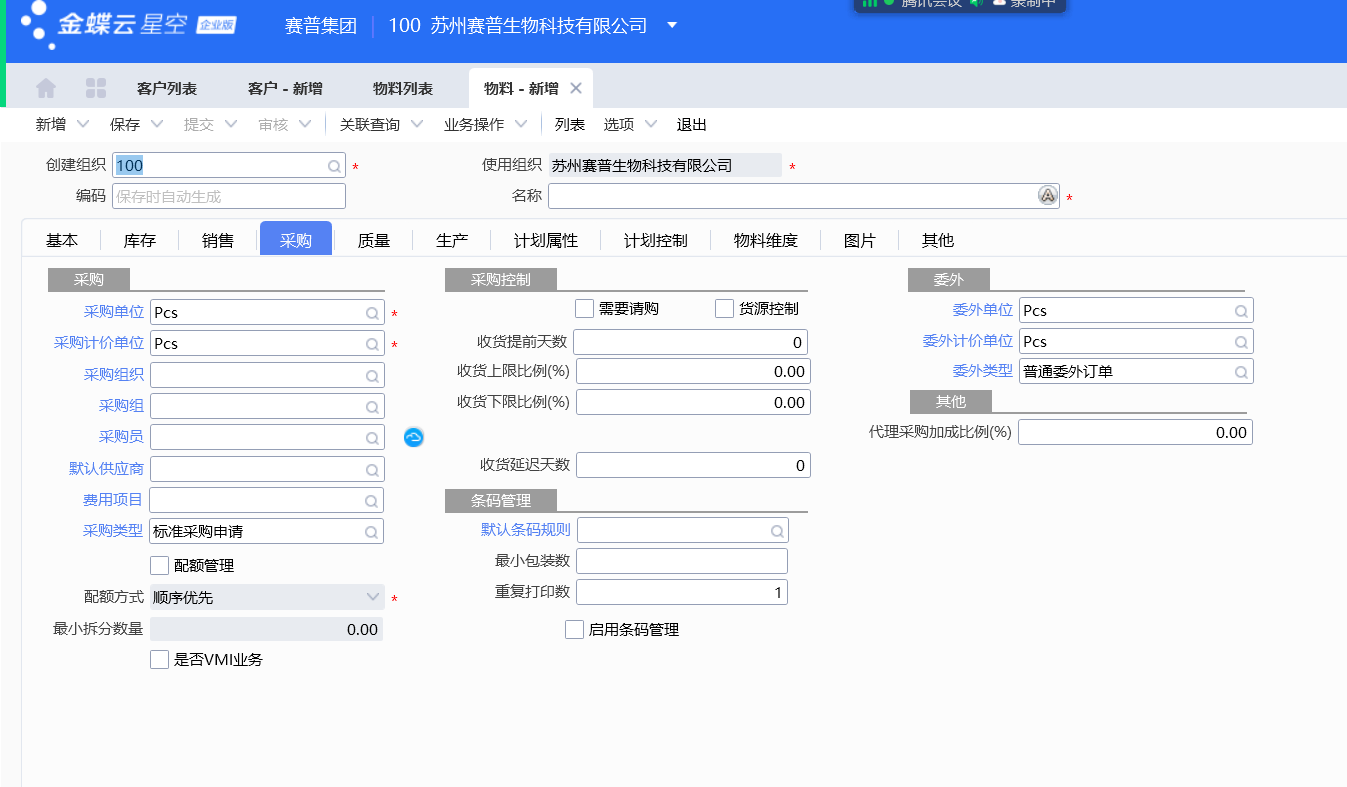 腾讯会议 录制中
金蝶云 星空 企业版 赛普集团 100 苏州赛普生物科技有限公司
客户列表 客户 - 新增 物料列表 物料 - 新增
新增 保存 提交 审核 关联查询 业务操作 列表 选项 退出
创建组织 100 * 使用组织 苏州赛普生物科技有限公司 *
编码 保存时自动生成 名称 A *
基本 库存 销售 采购 质量 生产 计划属性 计划控制 物料维度 图片 其他
采购
采购单位 Pcs *
采购计价单位 Pcs *
采购组织
采购组
采购员
默认供应商
费用项目
采购类型 标准采购申请
配额管理
配额方式 顺序优先 *
最小拆分数量 0.00
是否VMI业务
采购控制
需要请购 货源控制
收货提前天数 0
收货上限比例(%) 0.00
收货下限比例(%) 0.00
收货延迟天数 0
条码管理
默认条码规则
最小包装数
重复打印数 1
启用条码管理
委外
委外单位 Pcs
委外计价单位 Pcs
委外类型 普通委外订单
其他
代理采购加成比例(%) 0.00